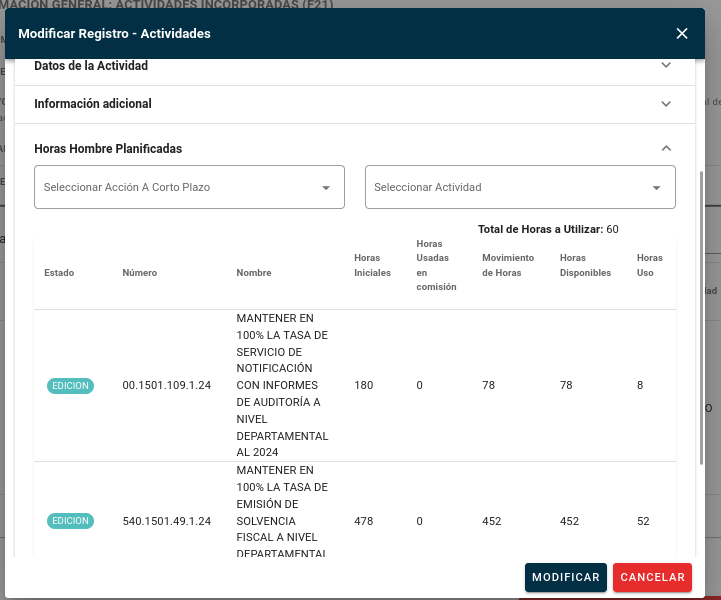 MACIÓN GENERAL: ACTIVIDADES INCORPORADAS (F21)
Modificar Registro - Actividades
Datos de la Actividad
Información adicional
Horas Hombre Planificadas
Seleccionar Acción A Corto Plazo
Seleccionar Actividad
Total de Horas a Utilizar: 60
Estado
Número
Nombre
Horas
Iniciales
Horas
Usadas
en
comisión
Movimiento
de Horas
Horas
Disponibles
Horas
Uso
EDICION
00.1501.109.1.24
MANTENER EN
100% LA TASA DE
SERVICIO DE
NOTIFICACIÓN
CON INFORMES
DE AUDITORÍA A
NIVEL
DEPARTAMENTAL
AL 2024
180
0
78
78
8
EDICION
540.1501.49.1.24
MANTENER EN
100% LA TASA DE
EMISIÓN DE
SOLVENCIA
FISCAL A NIVEL
DEPARTAMENTAL
478
0
452
452
52
MODIFICAR
CANCELAR